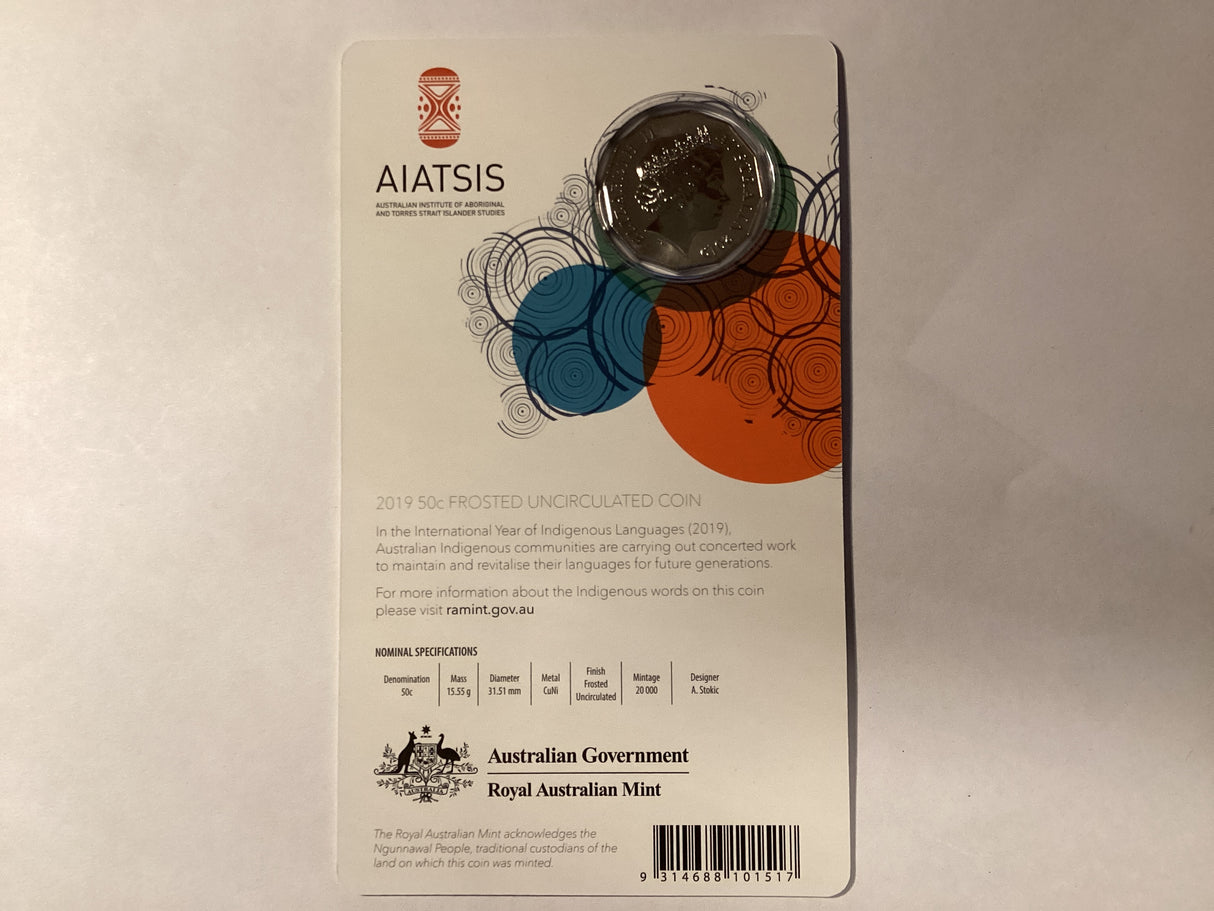 AIATSIS
AUSTRALIAN INSTITUTE OF ABORIGINAL
AND TORRES STRAIT ISLANDER STUDIES
2019 50c FROSTED UNCIRCULATED COIN
In the International Year of Indigenous Languages (2019),
Australian Indigenous communities are carrying out concerted work
to maintain and revitalise their languages for future generations.
For more information about the Indigenous words on this coin
please visit ramint.gov.au
NOMINAL SPECIFICATIONS
Denomination 50c
Mass 15.55 g
Diameter 31.51 mm
Metal CuNi
Finish Frosted Uncirculated
Mintage 20 000
Designer A. Stokic
AUSTRALIA
Australian Government
Royal Australian Mint
The Royal Australian Mint acknowledges the
Ngunnawal People, traditional custodians of the
land on which this coin was minted.
9 314688 101517